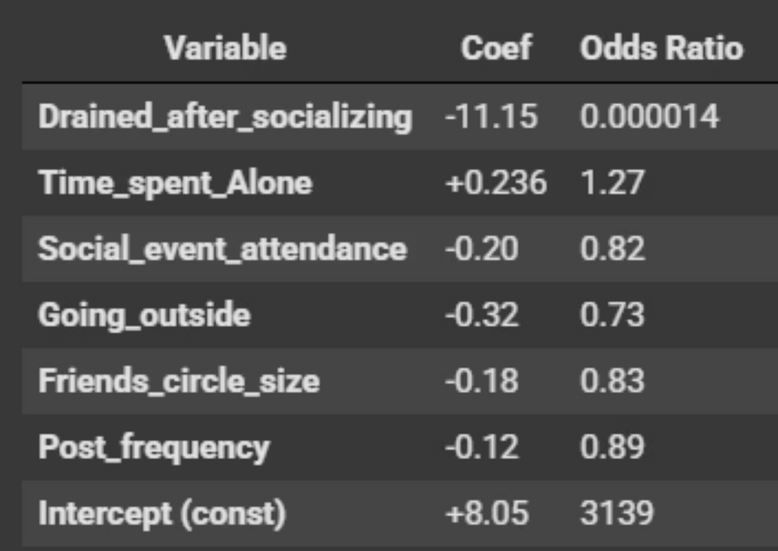 Variable Coef Odds Ratio
Drained_after_socializing -11.15 0.000014
Time_spent_Alone +0.236 1.27
Social_event_attendance -0.20 0.82
Going_outside -0.32 0.73
Friends_circle_size -0.18 0.83
Post_frequency -0.12 0.89
Intercept (const) +8.05 3139